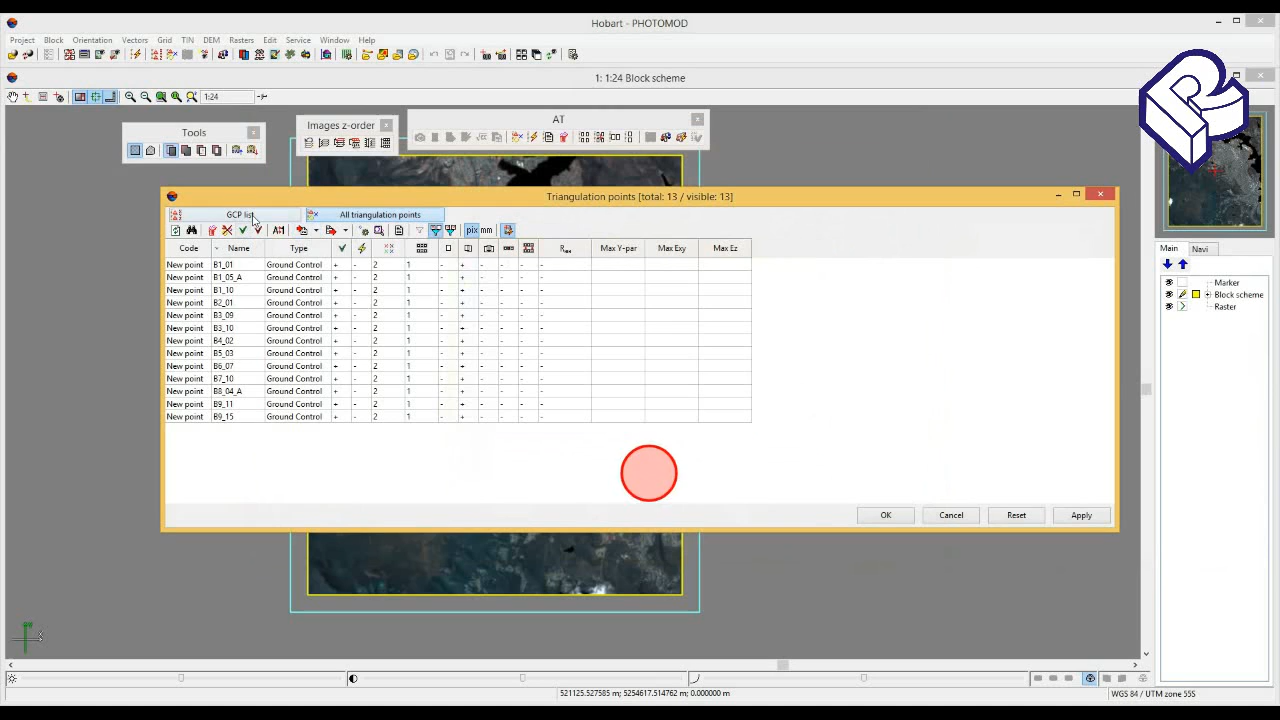 Hobart - PHOTOMOD
Project Block Orientation Vectors Grid TIN DEM Rasters Edit Service Window Help
1: 1:24 Block scheme
1:24
Tools
Images z-order
AT
Triangulation points [total: 13 / visible: 13]
GCP list
All triangulation points
pix mm
Code Name Type Rmax Max Y-par Max Exy Max Ez
New point B1_01 Ground Control + - 2 1 - + - - - -
New point B1_05_A Ground Control + - 2 1 - + - - - -
New point B1_10 Ground Control + - 2 1 - + - - - -
New point B2_01 Ground Control + - 2 1 - + - - - -
New point B3_09 Ground Control + - 2 1 - + - - - -
New point B3_10 Ground Control + - 2 1 - + - - - -
New point B4_02 Ground Control + - 2 1 - + - - - -
New point B5_03 Ground Control + - 2 1 - + - - - -
New point B6_07 Ground Control + - 2 1 - + - - - -
New point B7_10 Ground Control + - 2 1 - + - - - -
New point B8_04_A Ground Control + - 2 1 - + - - - -
New point B9_11 Ground Control + - 2 1 - + - - - -
New point B9_15 Ground Control + - 2 1 - + - - - -
OK Cancel Reset Apply
Main Navi
Marker
Block scheme
Raster
521125.527585 m; 5254617.514762 m; 0.000000 m
WGS 84 / UTM zone 55S